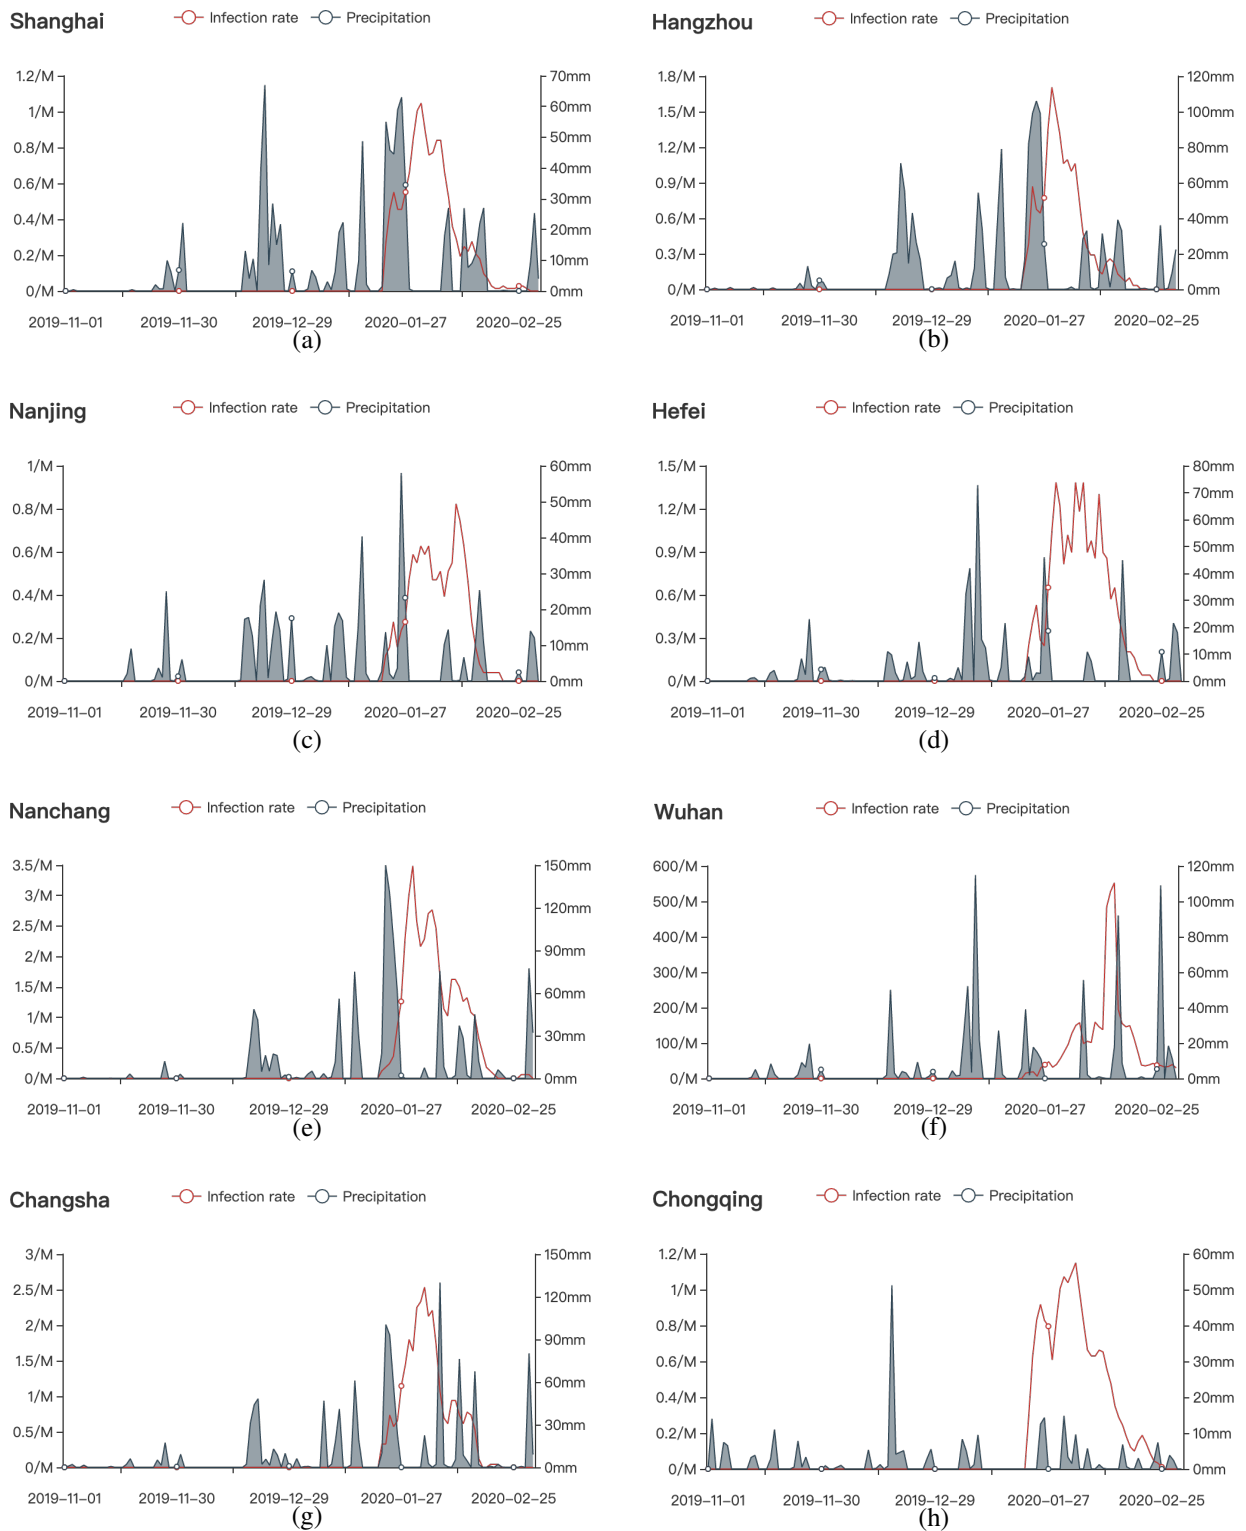 Shanghai
Infection rate
Precipitation
1.2/M
1/M
0.8/M
0.6/M
0.4/M
0.2/M
0/M
70mm
60mm
50mm
40mm
30mm
20mm
10mm
0mm
2019-11-01
2019-11-30
2019-12-29
2020-01-27
2020-02-25
(a)
Hangzhou
Infection rate
Precipitation
1.8/M
1.5/M
1.2/M
0.9/M
0.6/M
0.3/M
0/M
120mm
100mm
80mm
60mm
40mm
20mm
0mm
2019-11-01
2019-11-30
2019-12-29
2020-01-27
2020-02-25
(b)
Nanjing
Infection rate
Precipitation
1/M
0.8/M
0.6/M
0.4/M
0.2/M
0/M
60mm
50mm
40mm
30mm
20mm
10mm
0mm
2019-11-01
2019-11-30
2019-12-29
2020-01-27
2020-02-25
(c)
Hefei
Infection rate
Precipitation
1.5/M
1.2/M
0.9/M
0.6/M
0.3/M
0/M
80mm
70mm
60mm
50mm
40mm
30mm
20mm
10mm
0mm
2019-11-01
2019-11-30
2019-12-29
2020-01-27
2020-02-25
(d)
Nanchang
Infection rate
Precipitation
3.5/M
3/M
2.5/M
2/M
1.5/M
1/M
0.5/M
0/M
150mm
120mm
90mm
60mm
30mm
0mm
2019-11-01
2019-11-30
2019-12-29
2020-01-27
2020-02-25
(e)
Wuhan
Infection rate
Precipitation
600/M
500/M
400/M
300/M
200/M
100/M
0/M
120mm
100mm
80mm
60mm
40mm
20mm
0mm
2019-11-01
2019-11-30
2019-12-29
2020-01-27
2020-02-25
(f)
Changsha
Infection rate
Precipitation
3/M
2.5/M
2/M
1.5/M
1/M
0.5/M
0/M
150mm
120mm
90mm
60mm
30mm
0mm
2019-11-01
2019-11-30
2019-12-29
2020-01-27
2020-02-25
(g)
Chongqing
Infection rate
Precipitation
1.2/M
1/M
0.8/M
0.6/M
0.4/M
0.2/M
0/M
60mm
50mm
40mm
30mm
20mm
10mm
0mm
2019-11-01
2019-11-30
2019-12-29
2020-01-27
2020-02-25
(h)